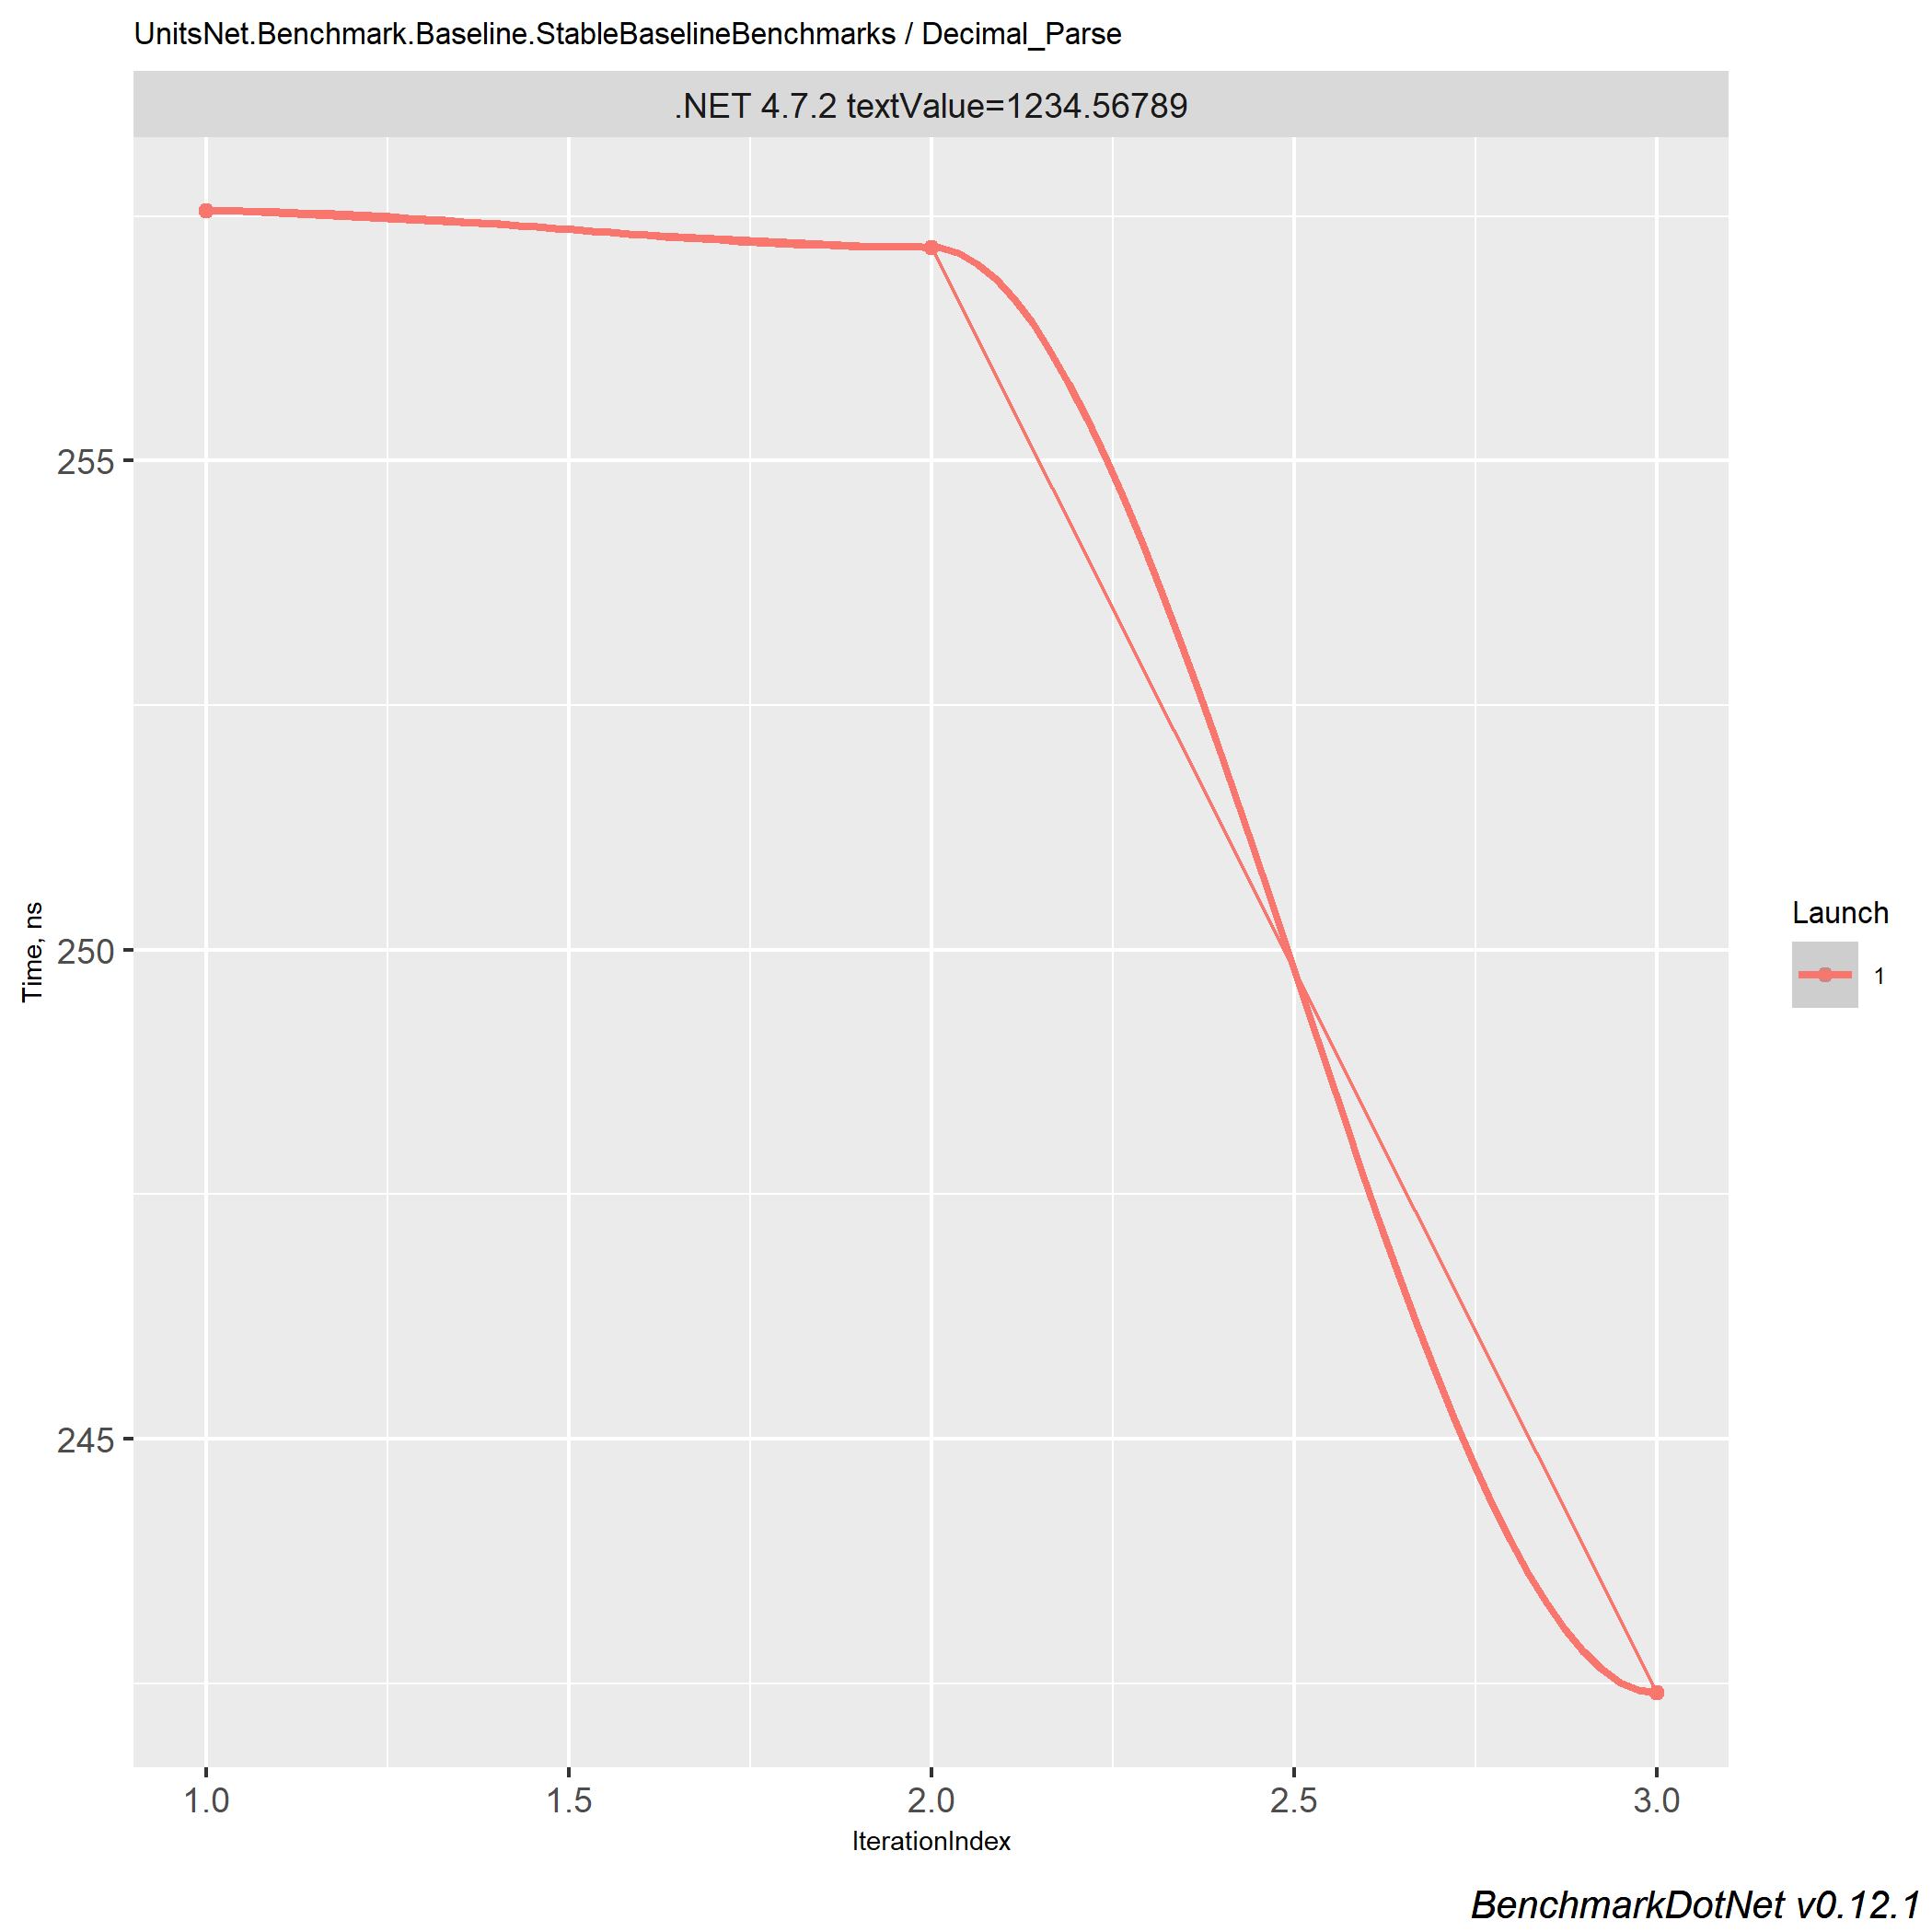 UnitsNet.Benchmark.Baseline.StableBaselineBenchmarks / Decimal_Parse
.NET 4.7.2 textValue=1234.56789
255
250
245
Time, ns
1.0 1.5 2.0 2.5 3.0
IterationIndex
Launch
1
BenchmarkDotNet v0.12.1